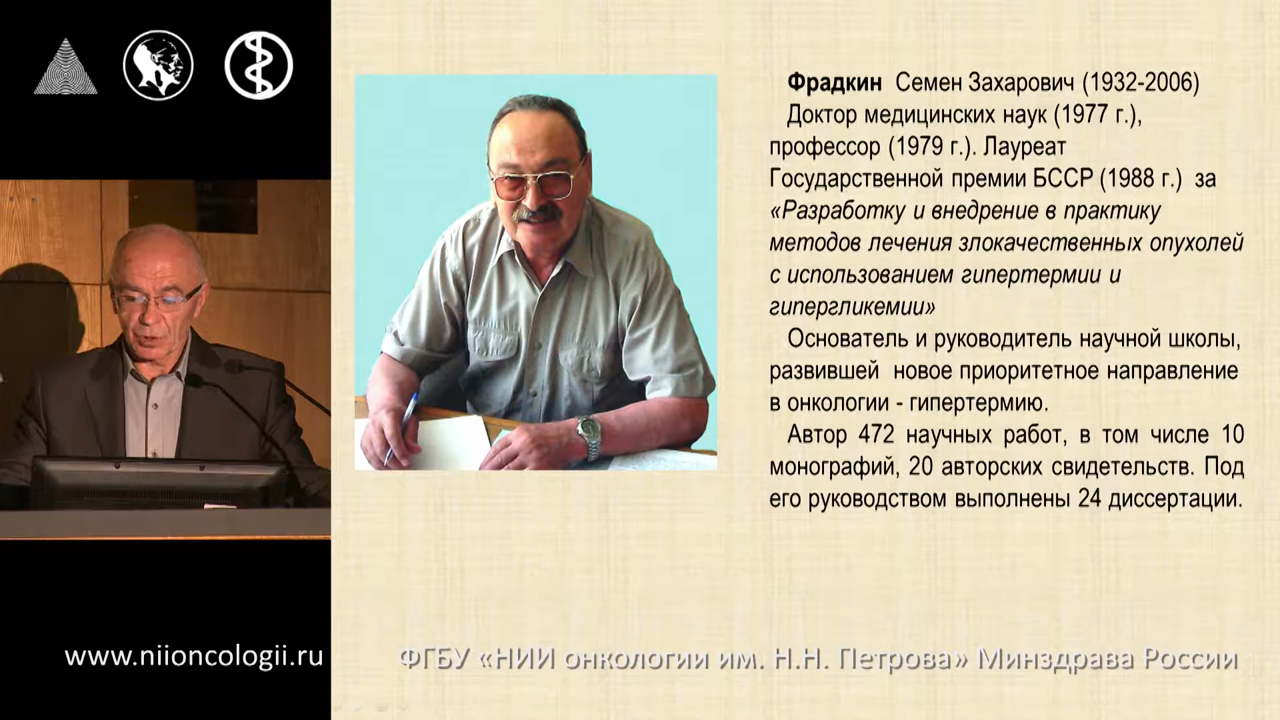 Фрадкин Семен Захарович (1932-2006)
Доктор медицинских наук (1977 г.),
профессор (1979 г.). Лауреат
Государственной премии БССР (1988 г.) за
«Разработку и внедрение в практику
методов лечения злокачественных опухолей
с использованием гипертермии и
гипергликемии»
Основатель и руководитель научной школы,
развившей новое приоритетное направление
в онкологии - гипертермию.
Автор 472 научных работ, в том числе 10
монографий, 20 авторских свидетельств. Под
его руководством выполнены 24 диссертации.
www.niioncologii.ru
ФГБУ «НИИ онкологии им. Н.Н. Петрова» Минздрава России